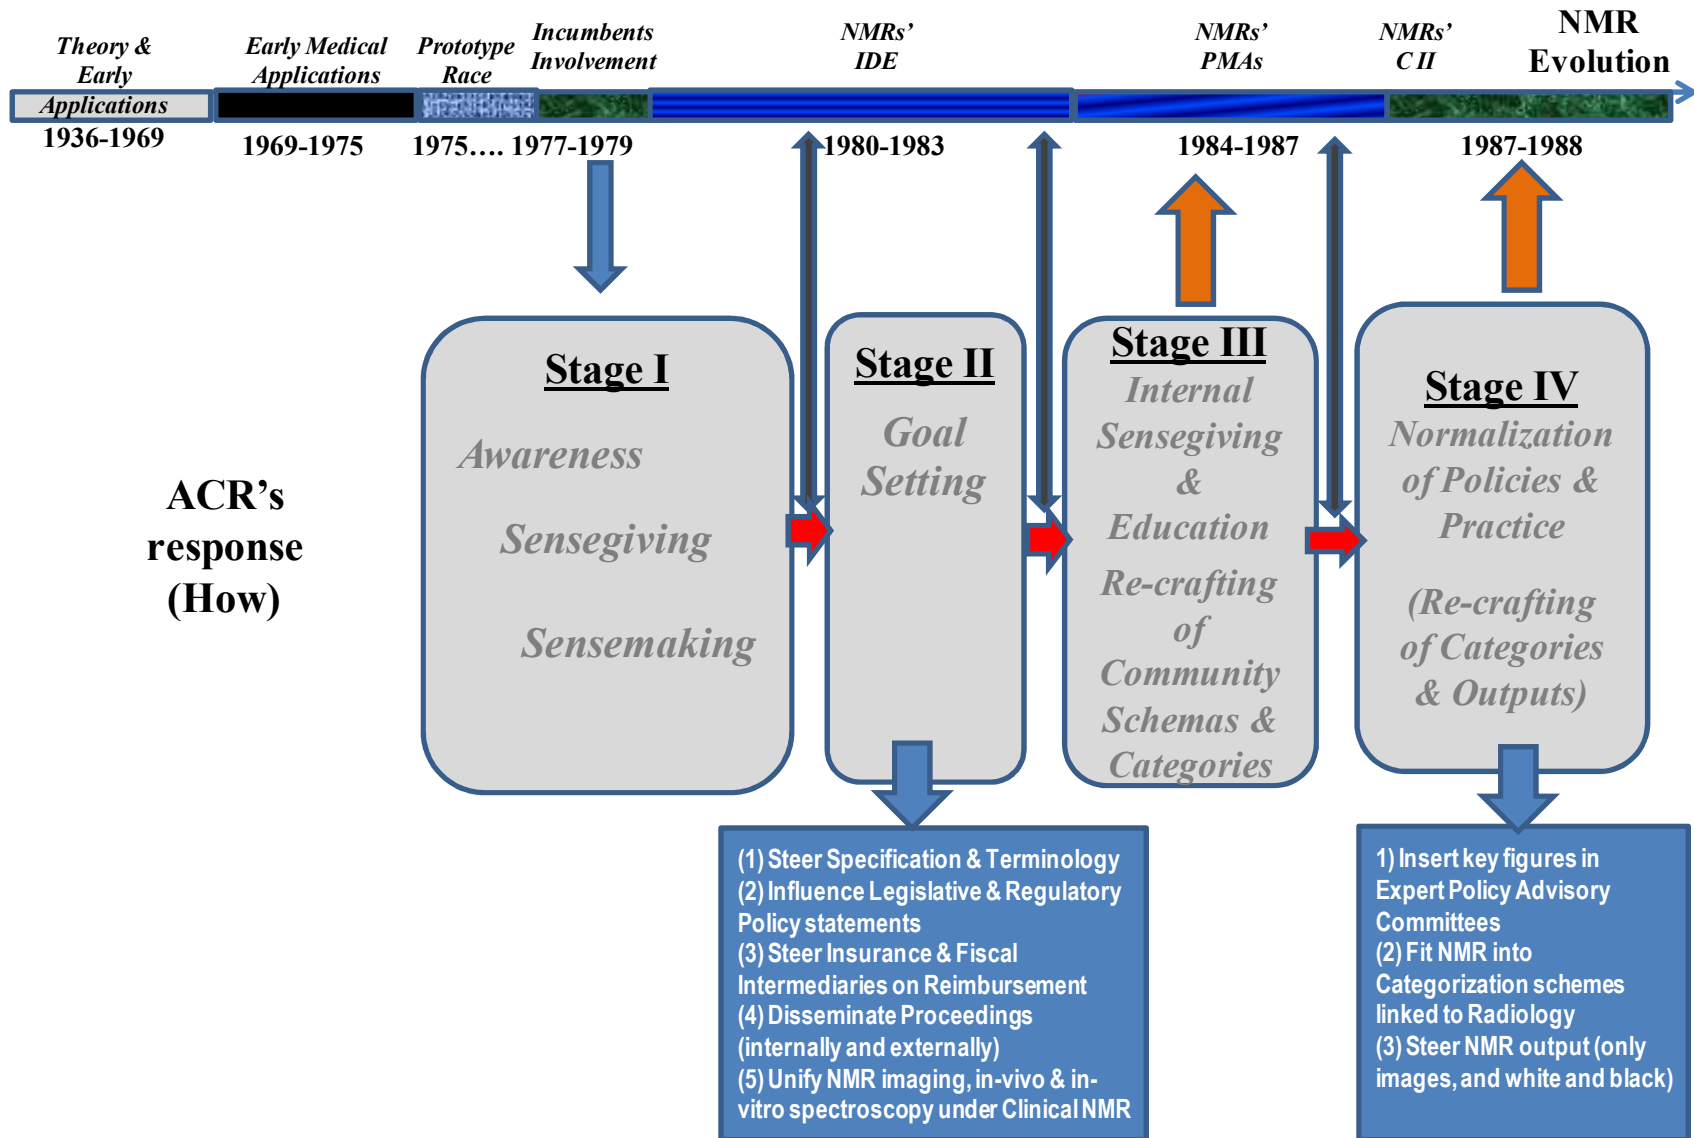 Theory &
Early
Applications
1936-1969
Early Medical
Applications
1969-1975
Prototype
Race
1975….
Incumbents
Involvement
1977-1979
NMRs’
IDE
1980-1983
NMRs’
PMAs
1984-1987
NMRs’
C II
1987-1988
NMR
Evolution
ACR’s
response
(How)
Stage I
Awareness
Sensegiving
Sensemaking
Stage II
Goal
Setting
Stage III
Internal
Sensegiving
&
Education
Re-crafting
of
Community
Schemas &
Categories
Stage IV
Normalization
of Policies &
Practice
(Re-crafting
of Categories
& Outputs)
(1) Steer Specification & Terminology
(2) Influence Legislative & Regulatory
Policy statements
(3) Steer Insurance & Fiscal
Intermediaries on Reimbursement
(4) Disseminate Proceedings
(internally and externally)
(5) Unify NMR imaging, in-vivo & in-
vitro spectroscopy under Clinical NMR
1) Insert key figures in
Expert Policy Advisory
Committees
(2) Fit NMR into
Categorization schemes
linked to Radiology
(3) Steer NMR output (only
images, and white and black)